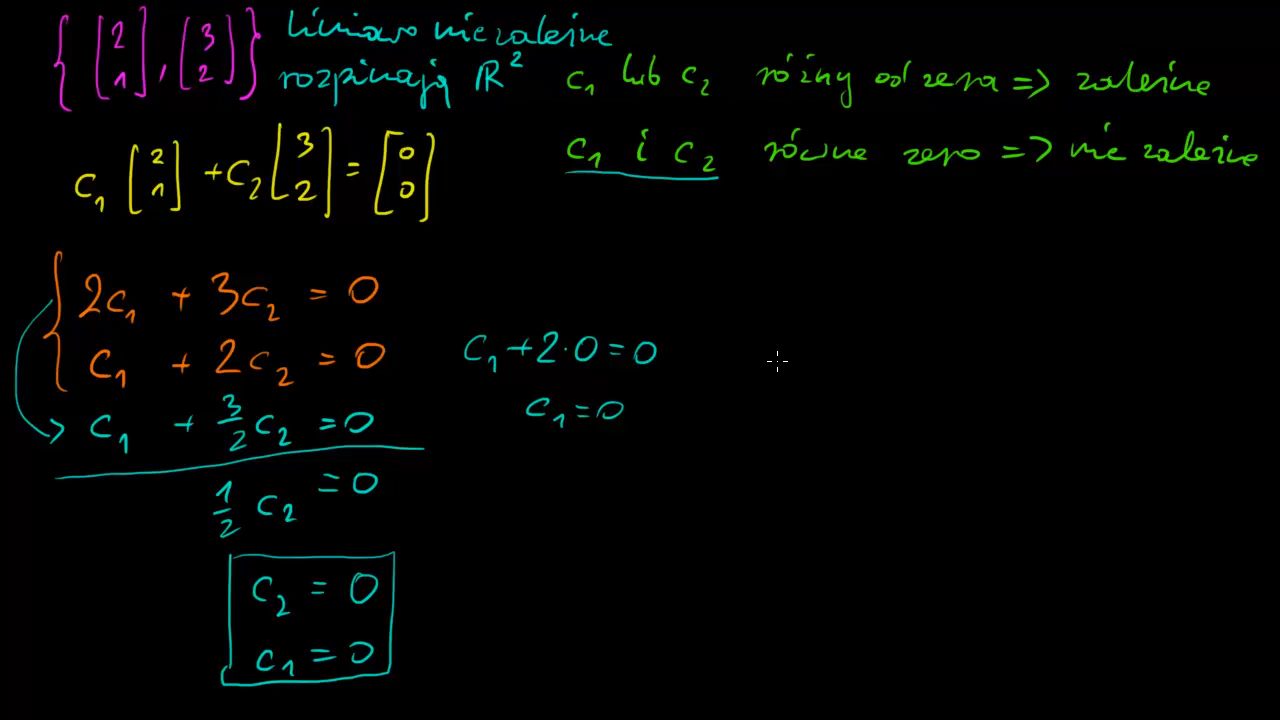 { [2 1], [3 2] } liniowo niezależne
rozpinają ℝ²
c₁ lub c₂ różny od zera => zależne
c₁ i c₂ równe zero => nie zależne
c₁ [2 1] + c₂ [3 2] = [0 0]
2c₁ + 3c₂ = 0
c₁ + 2c₂ = 0
c₁ + 3/2 c₂ = 0
1/2 c₂ = 0
c₂ = 0
c₁ = 0
c₁ + 2·0 = 0
c₁ = 0